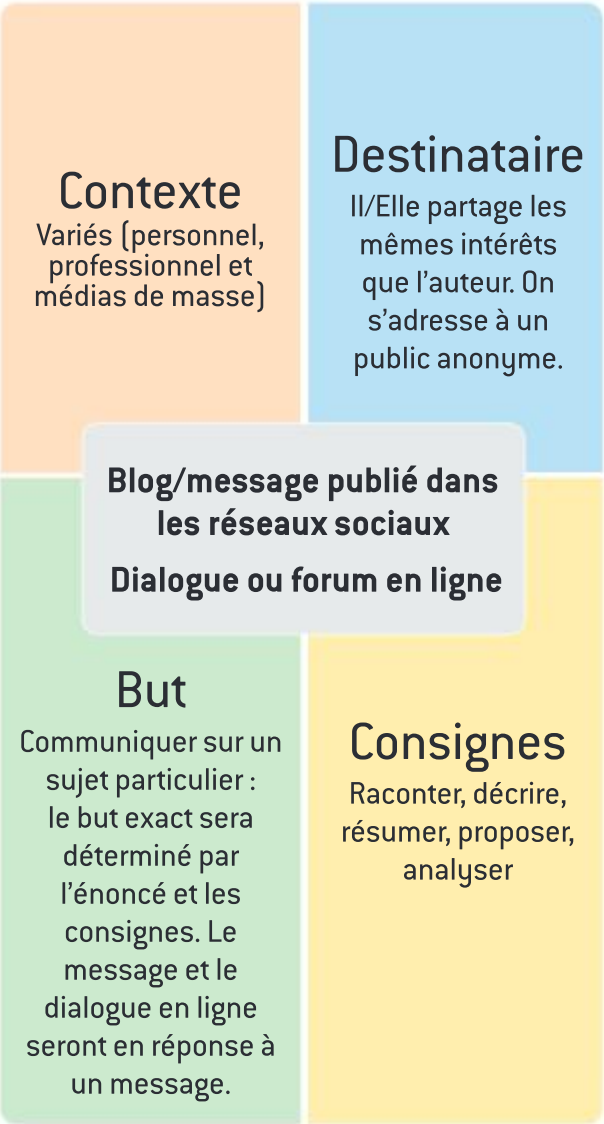 Contexte
Variés (personnel,
professionnel et
médias de masse)
Destinataire
Il/Elle partage les
mêmes intérêts
que l'auteur. On
s'adresse à un
public anonyme.
Blog/message publié dans
les réseaux sociaux
Dialogue ou forum en ligne
But
Communiquer sur un
sujet particulier :
le but exact sera
déterminé par
l'énoncé et les
consignes. Le
message et le
dialogue en ligne
seront en réponse à
un message.
Consignes
Raconter, décrire,
résumer, proposer,
analyser